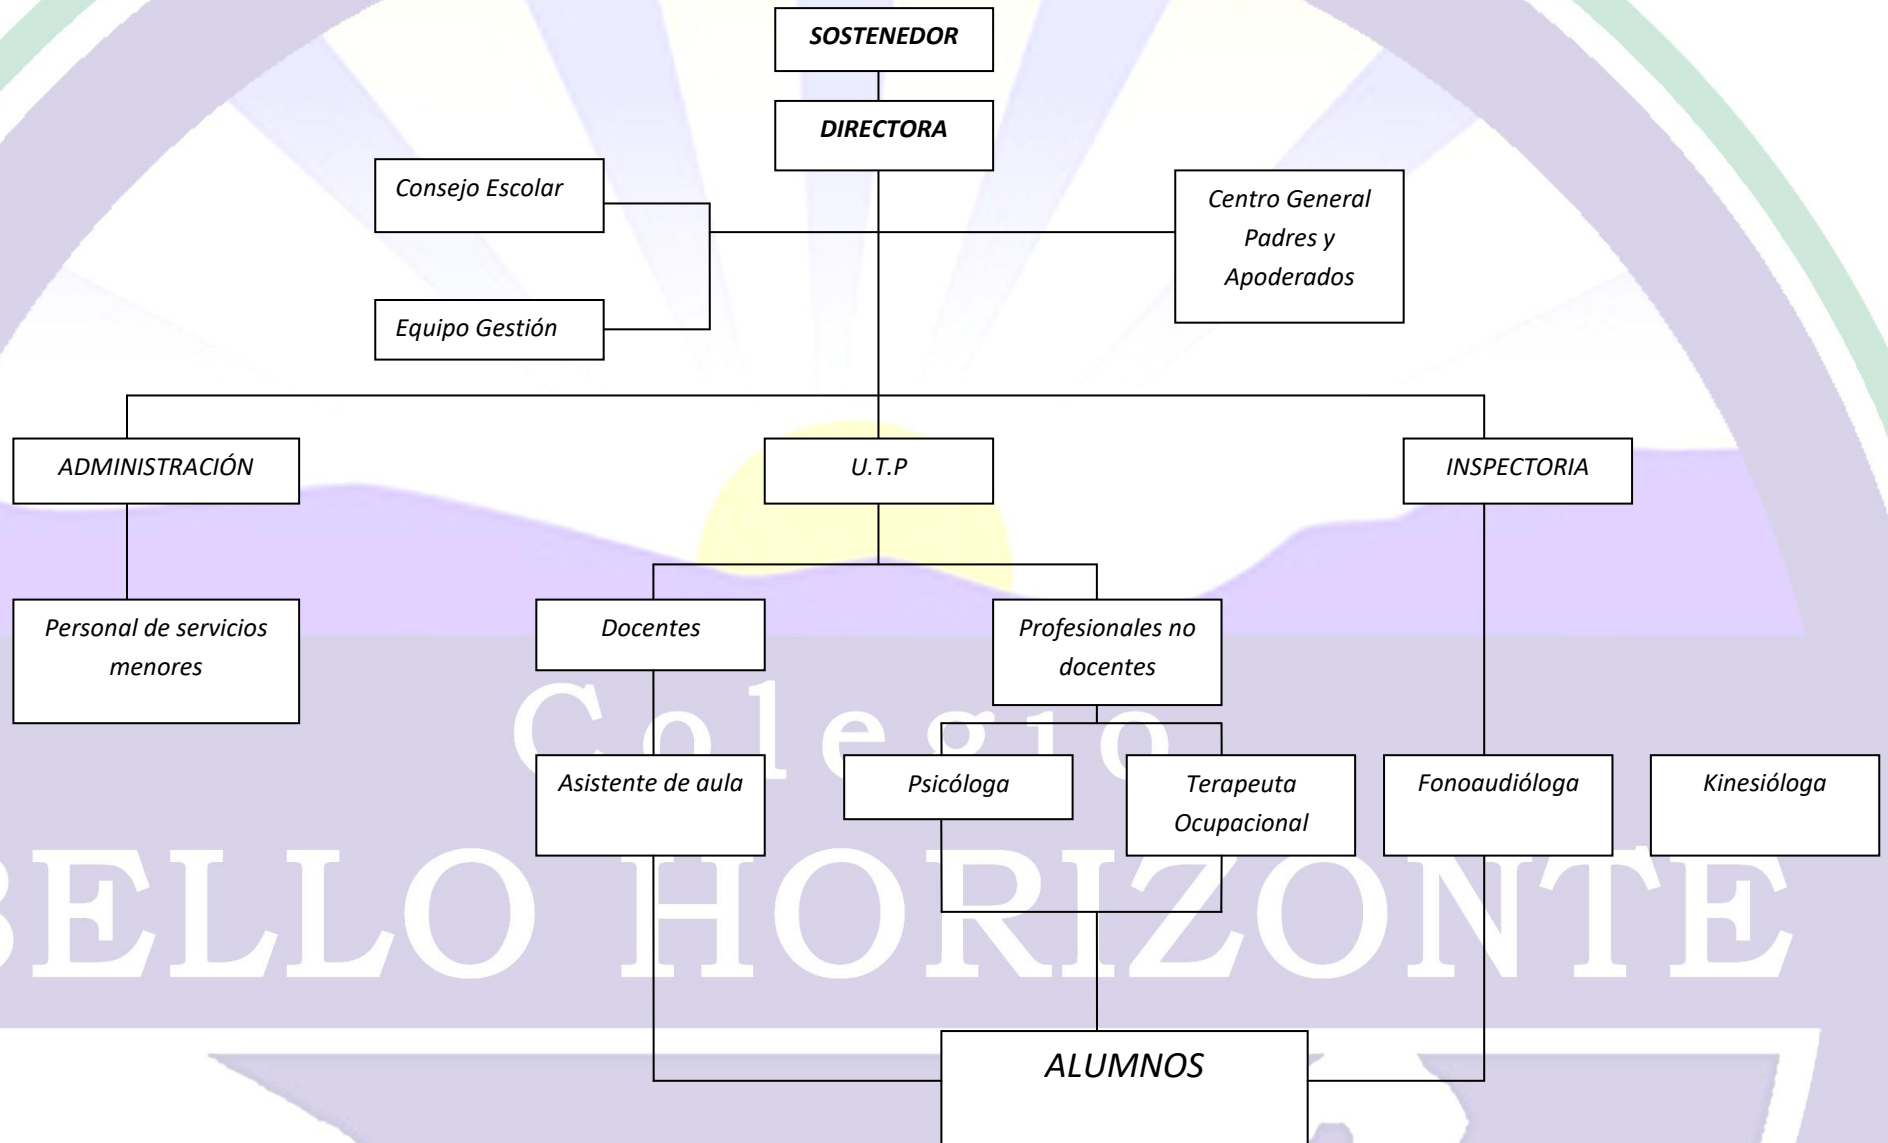 SOSTENEDOR
DIRECTORA
Consejo Escolar
Centro General
Padres y
Apoderados
Equipo Gestión
ADMINISTRACIÓN
U.T.P
INSPECTORIA
Personal de servicios
menores
Docentes
Profesionales no
docentes
Colegio
Asistente de aula
Psicóloga
Terapeuta
Ocupacional
Fonoaudióloga
Kinesióloga
BELLO HORIZONTE
ALUMNOS